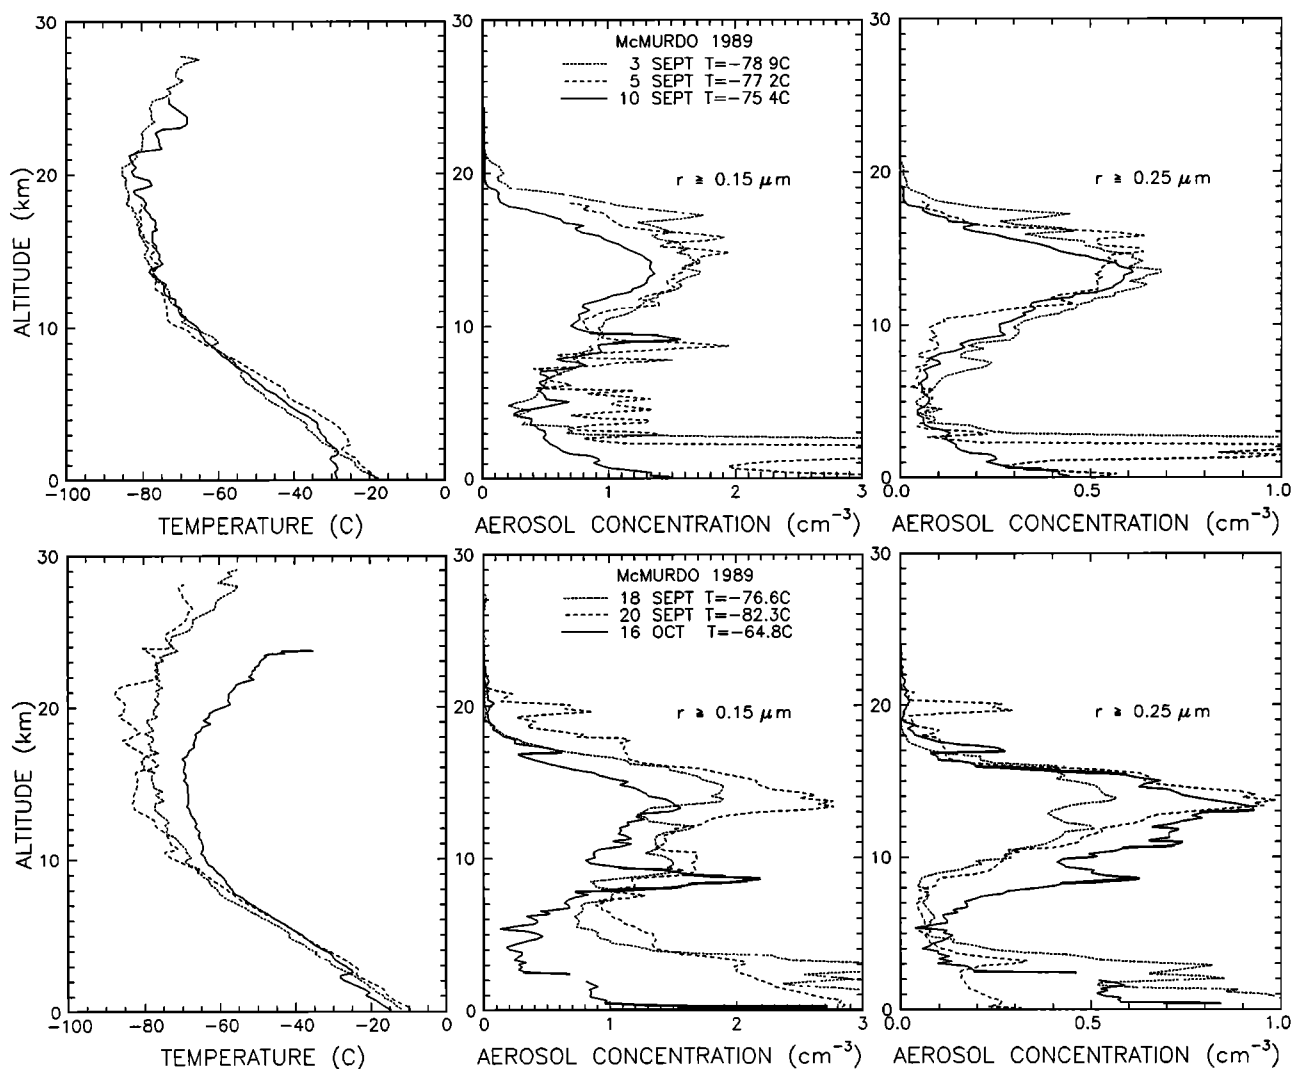 30
20
10
0
ALTITUDE (km)
-100 -80 -60 -40 -20 0
TEMPERATURE (C)
30
20
10
0
McMURDO 1989
3 SEPT T=-78 9C
5 SEPT T=-77 2C
10 SEPT T=-75 4C
r ≧ 0.15 μm
0 1 2 3
AEROSOL CONCENTRATION (cm-3)
30
20
10
0
r ≧ 0.25 μm
0.0 0.5 1.0
AEROSOL CONCENTRATION (cm-3)
30
20
10
0
ALTITUDE (km)
-100 -80 -60 -40 -20 0
TEMPERATURE (C)
30
20
10
0
McMURDO 1989
18 SEPT T=-76.6C
20 SEPT T=-82.3C
16 OCT T=-64.8C
r ≧ 0.15 μm
0 1 2 3
AEROSOL CONCENTRATION (cm-3)
30
20
10
0
r ≧ 0.25 μm
0.0 0.5 1.0
AEROSOL CONCENTRATION (cm-3)